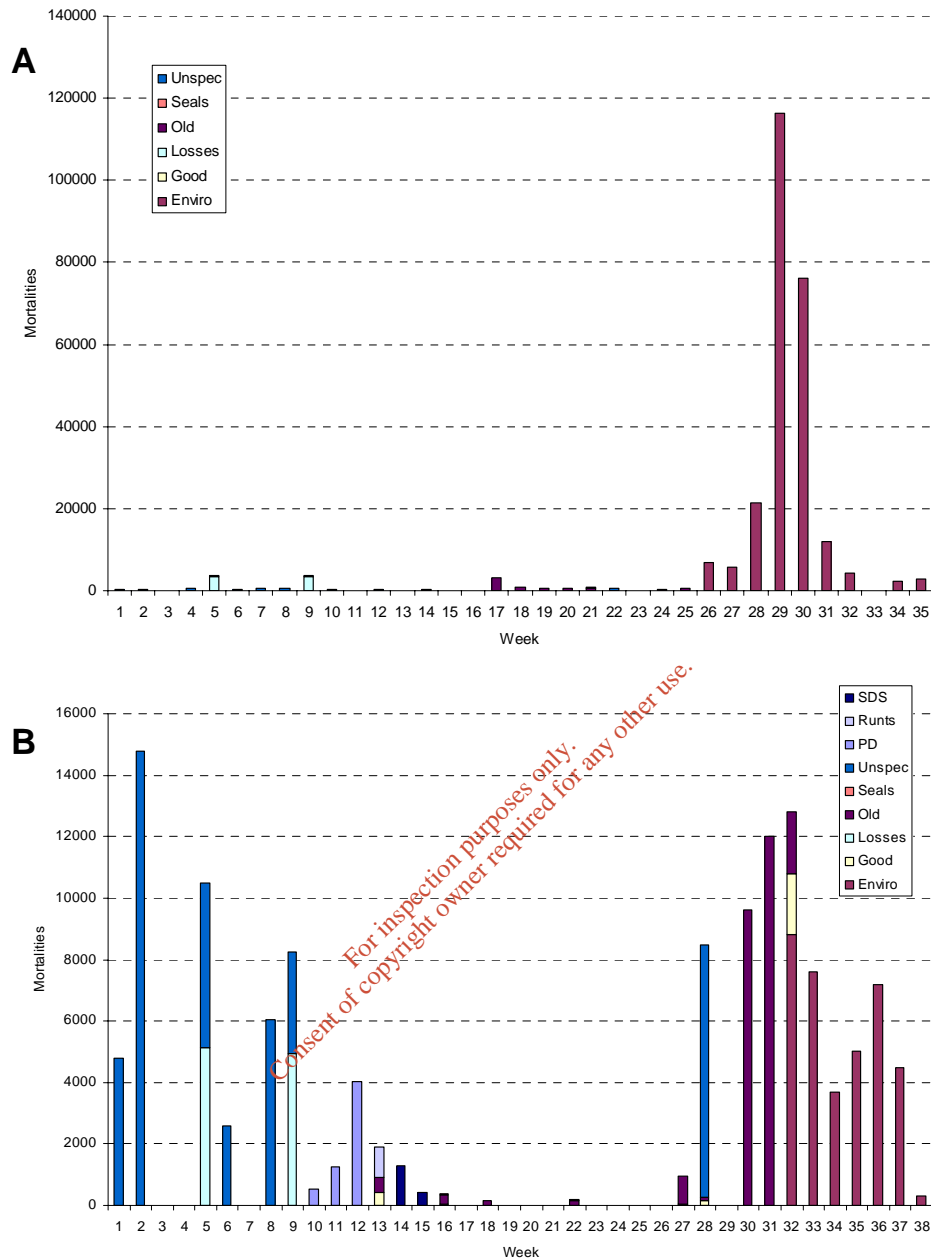 A
140000
120000
100000
80000
60000
40000
20000
0
Mortalities
Unspec
Seals
Old
Losses
Good
Enviro
1 2 3 4 5 6 7 8 9 10 11 12 13 14 15 16 17 18 19 20 21 22 23 24 25 26 27 28 29 30 31 32 33 34 35
Week
B
16000
14000
12000
10000
8000
6000
4000
2000
0
Mortalities
SDS
Runts
PD
Unspec
Seals
Old
Losses
Good
Enviro
For inspection purposes only.
Consent of copyright owner required for any other use.
1 2 3 4 5 6 7 8 9 10 11 12 13 14 15 16 17 18 19 20 21 22 23 24 25 26 27 28 29 30 31 32 33 34 35 36 37 38
Week